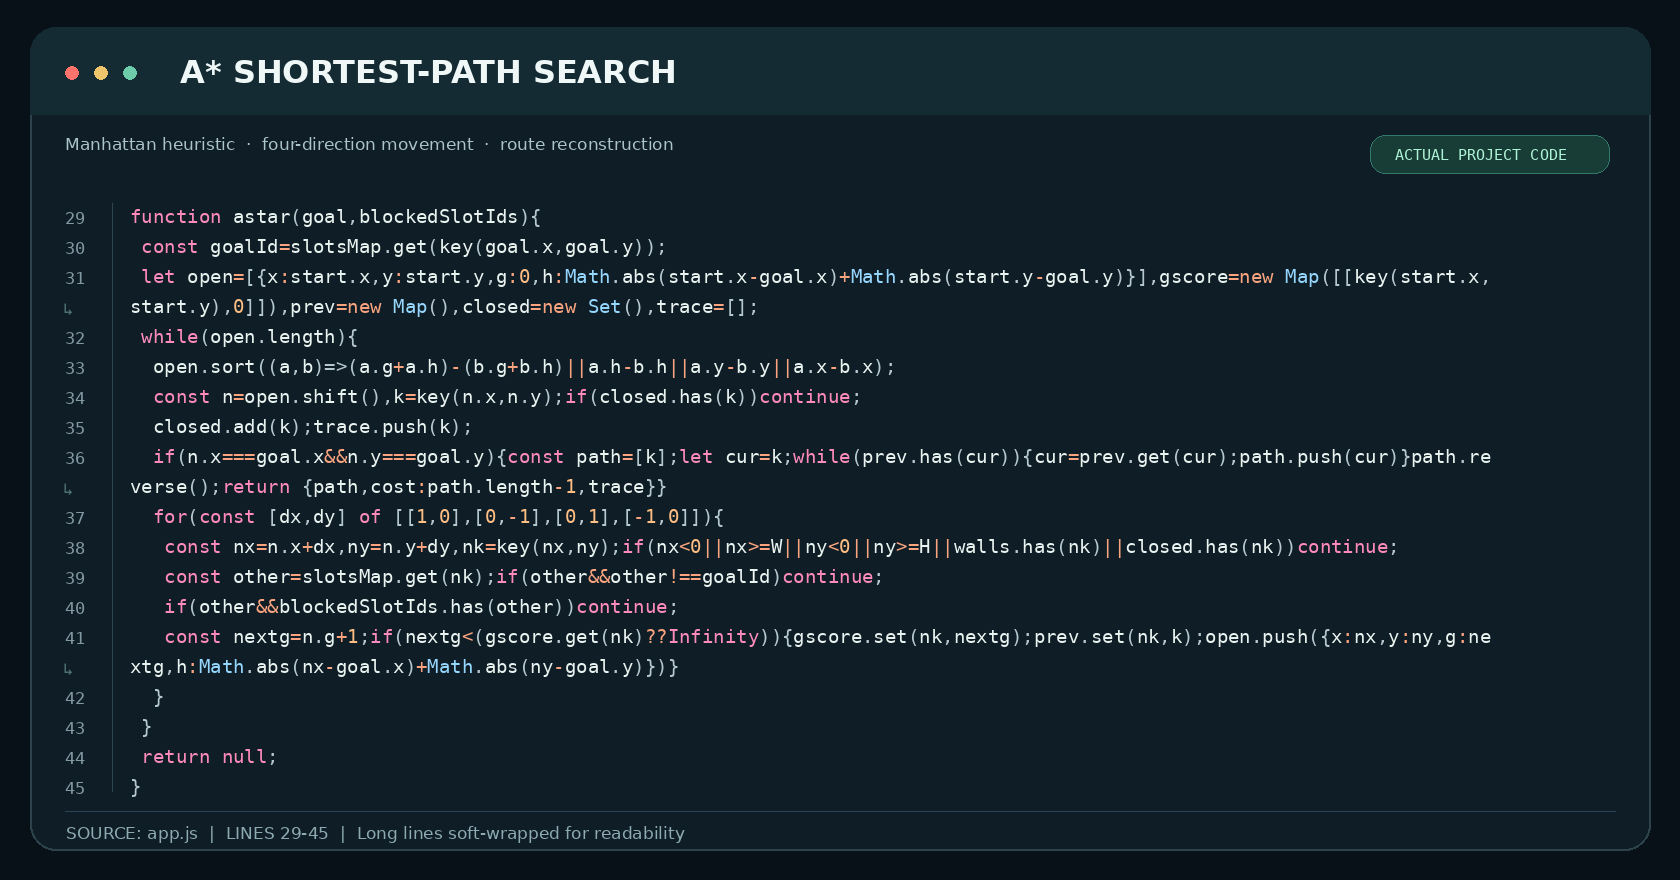 A* SHORTEST-PATH SEARCH
Manhattan heuristic · four-direction movement · route reconstruction
ACTUAL PROJECT CODE
29 function astar(goal,blockedSlotIds){
30  const goalId=slotsMap.get(key(goal.x,goal.y));
31  let open=[{x:start.x,y:start.y,g:0,h:Math.abs(start.x-goal.x)+Math.abs(start.y-goal.y)}],gscore=new Map([[key(start.x,
↳ start.y),0]]),prev=new Map(),closed=new Set(),trace=[];
32  while(open.length){
33   open.sort((a,b)=>(a.g+a.h)-(b.g+b.h)||a.h-b.h||a.y-b.y||a.x-b.x);
34   const n=open.shift(),k=key(n.x,n.y);if(closed.has(k))continue;
35   closed.add(k);trace.push(k);
36   if(n.x===goal.x&&n.y===goal.y){const path=[k];let cur=k;while(prev.has(cur)){cur=prev.get(cur);path.push(cur)}path.re
↳ verse();return {path,cost:path.length-1,trace}}
37   for(const [dx,dy] of [[1,0],[0,-1],[0,1],[-1,0]]){
38    const nx=n.x+dx,ny=n.y+dy,nk=key(nx,ny);if(nx<0||nx>=W||ny<0||ny>=H||walls.has(nk)||closed.has(nk))continue;
39    const other=slotsMap.get(nk);if(other&&other!==goalId)continue;
40    if(other&&blockedSlotIds.has(other))continue;
41    const nextg=n.g+1;if(nextg<(gscore.get(nk)??Infinity)){gscore.set(nk,nextg);prev.set(nk,k);open.push({x:nx,y:ny,g:ne
↳ xtg,h:Math.abs(nx-goal.x)+Math.abs(ny-goal.y)})}
42   }
43  }
44  return null;
45 }
SOURCE: app.js | LINES 29-45 | Long lines soft-wrapped for readability